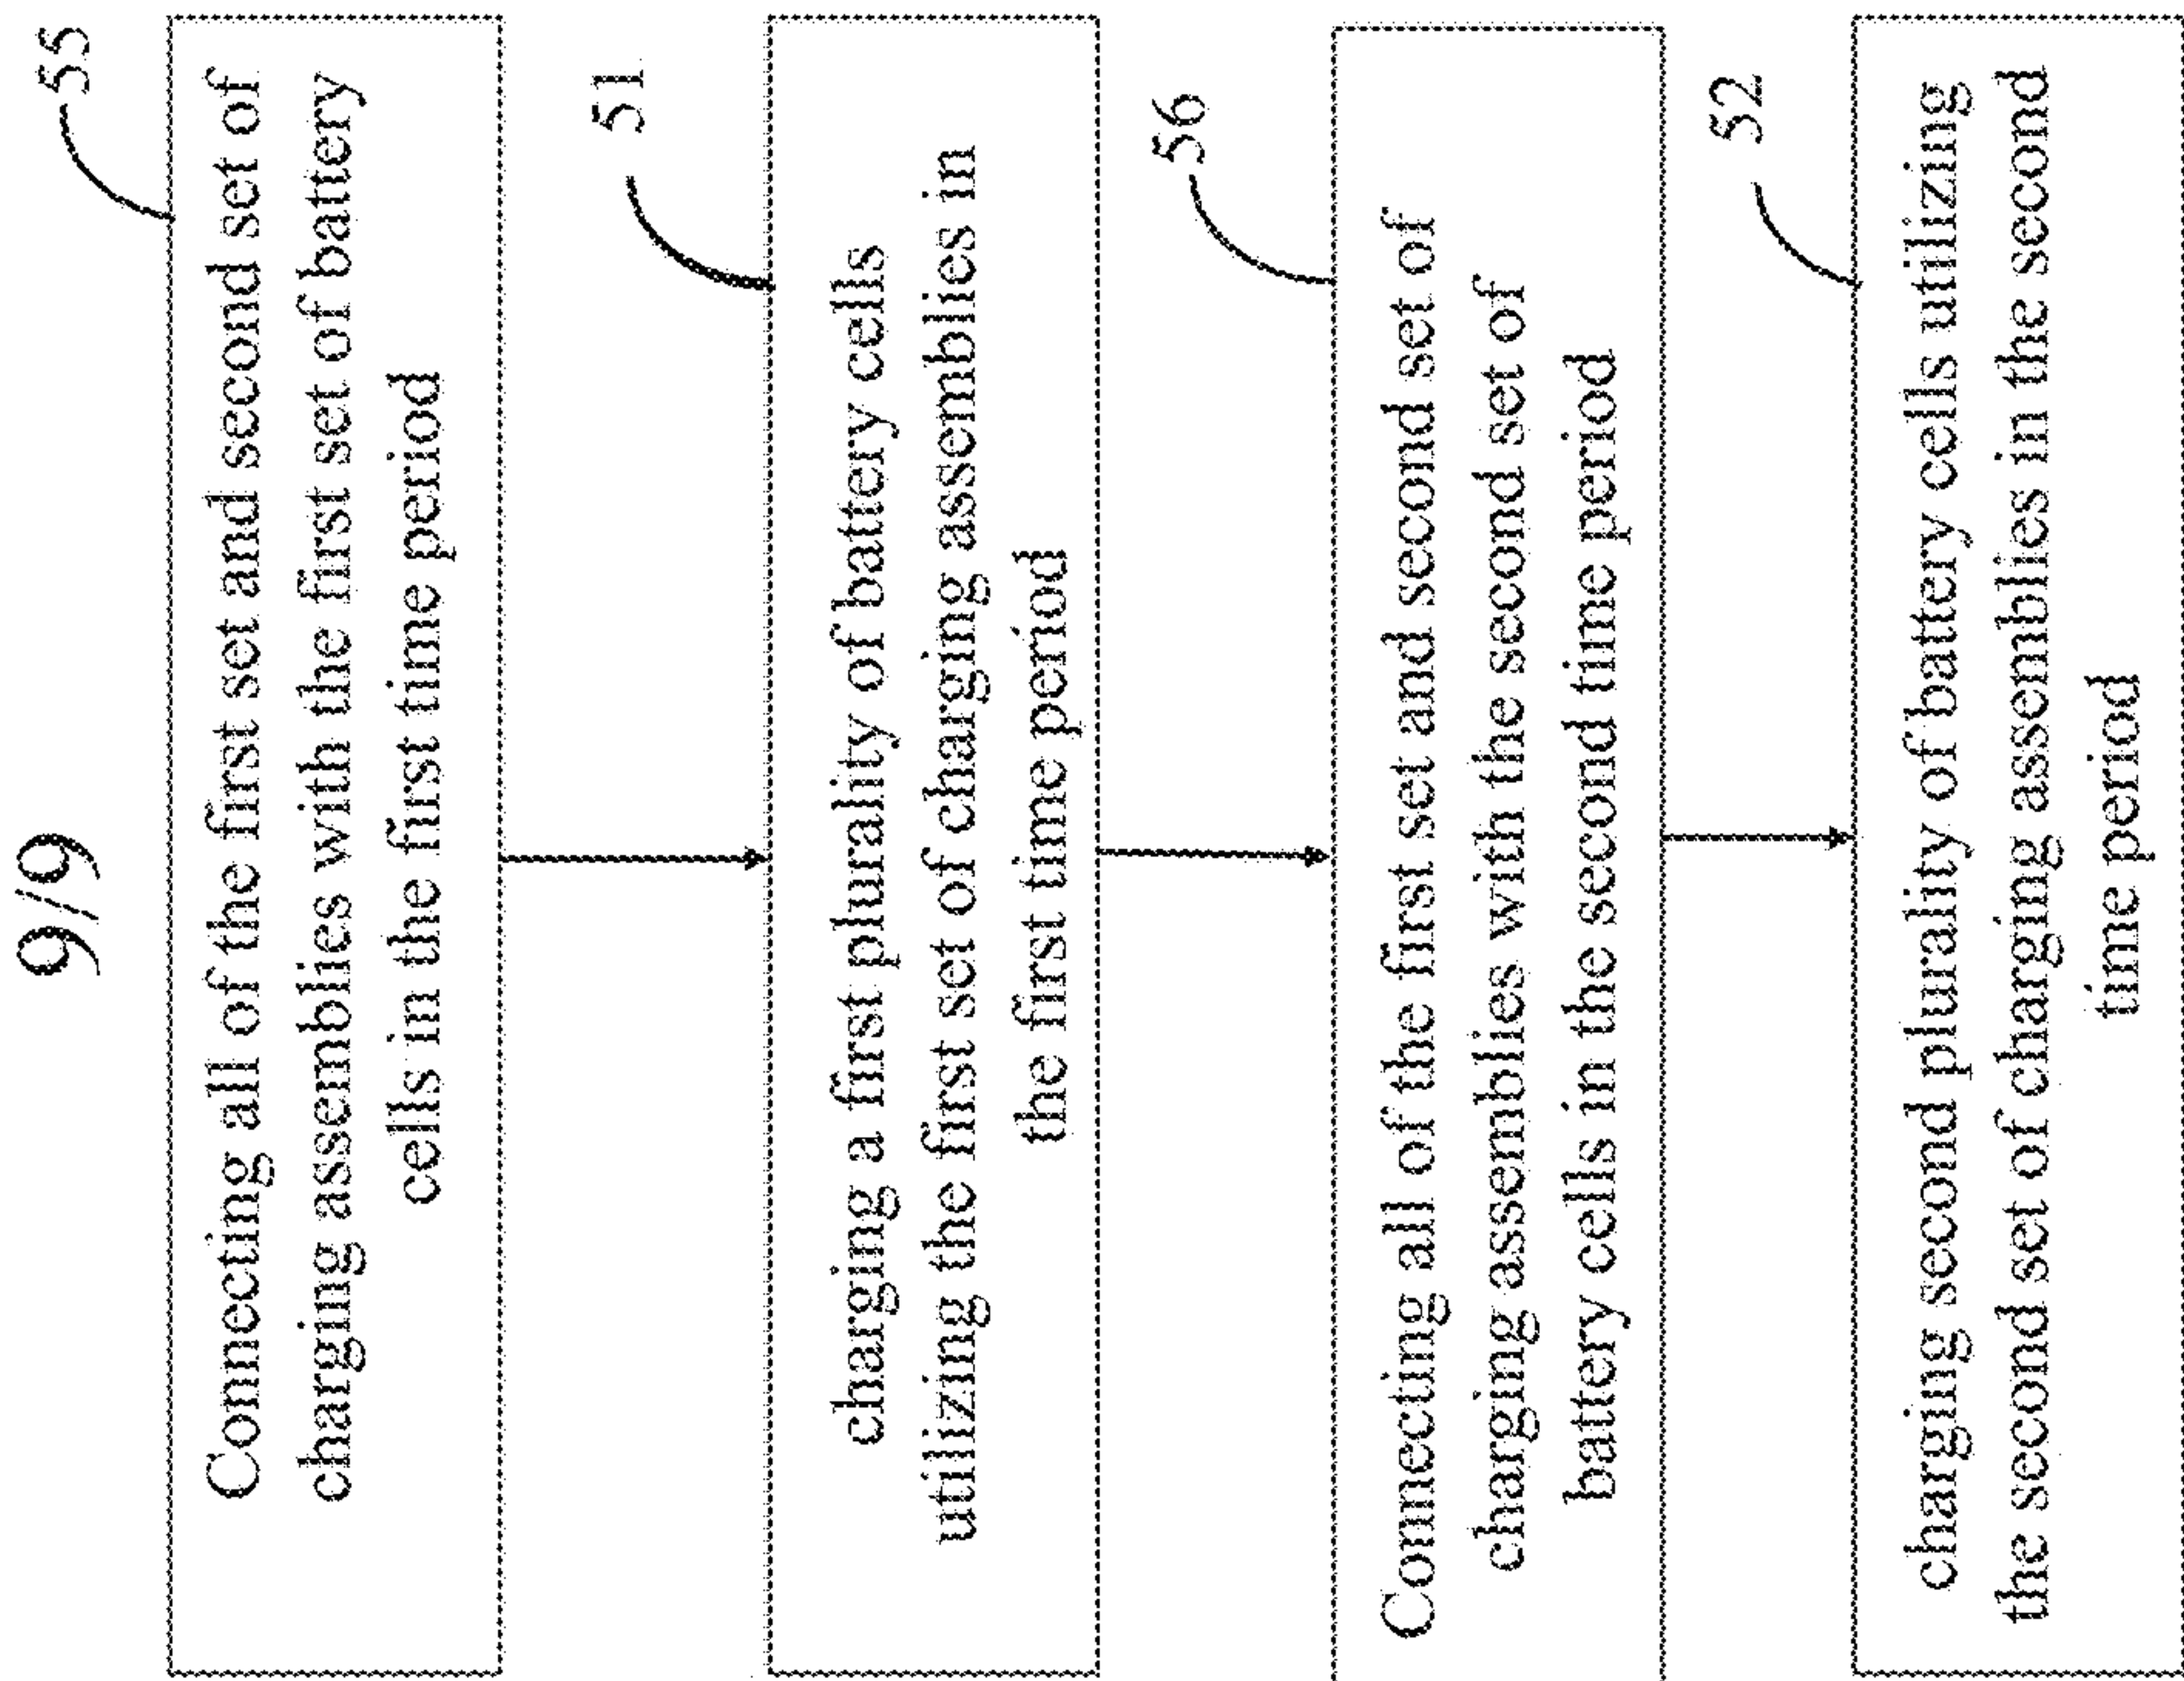 9/9
55
Connecting all of the first set and second set of
charging assemblies with the first set of battery
cells in the first time period
51
charging a first plurality of battery cells
utilizing the first set of charging assemblies in
the first time period
56
Connecting all of the first set and second set of
charging assemblies with the second set of
battery cells in the second time period
52
charging second plurality of battery cells utilizing
the second set of charging assemblies in the second
time period